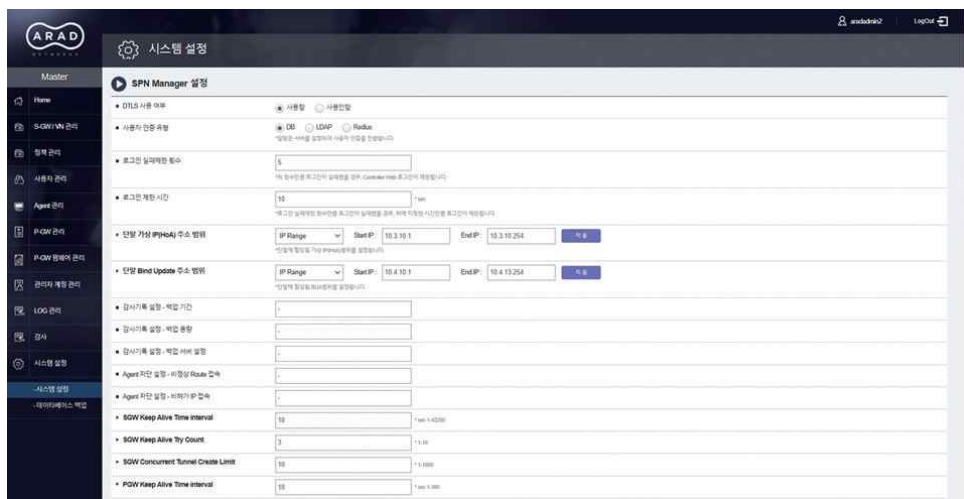 ARAD
NETWORKS
aradadmin2
LogOut
시스템 설정
Master
Home
S-GW / VN 관리
정책 관리
사용자 관리
Agent 관리
P-GW 관리
P-GW 펌웨어 관리
관리자 계정 관리
LOG 관리
감사
시스템 설정
-시스템 설정
-데이터베이스 백업
SPN Manager 설정
DTLS 사용 여부
사용함 사용안함
사용자 인증 유형
DB LDAP Radius
로그인 실패제한 횟수
5
로그인 제한 시간
10 * sec
단말 가상 IP(HoA) 주소 범위
IP Range Start IP : 10.3.10.1 End IP : 10.3.10.254 적용
단말 Bind Update 주소 범위
IP Range Start IP : 10.4.10.1 End IP : 10.4.13.254 적용
감사기록 설정 - 백업 기간
-
감사기록 설정 - 백업 용량
-
감사기록 설정 - 백업 서버 설정
-
Agent 차단 설정 - 비정상 Route 접속
-
Agent 차단 설정 - 비허가 IP 접속
-
SGW Keep Alive Time interval
10
SGW Keep Alive Try Count
3 * 1-10
SGW Concurrent Tunnel Create Limit
10 * 1-1000
PGW Keep Alive Time interval
10